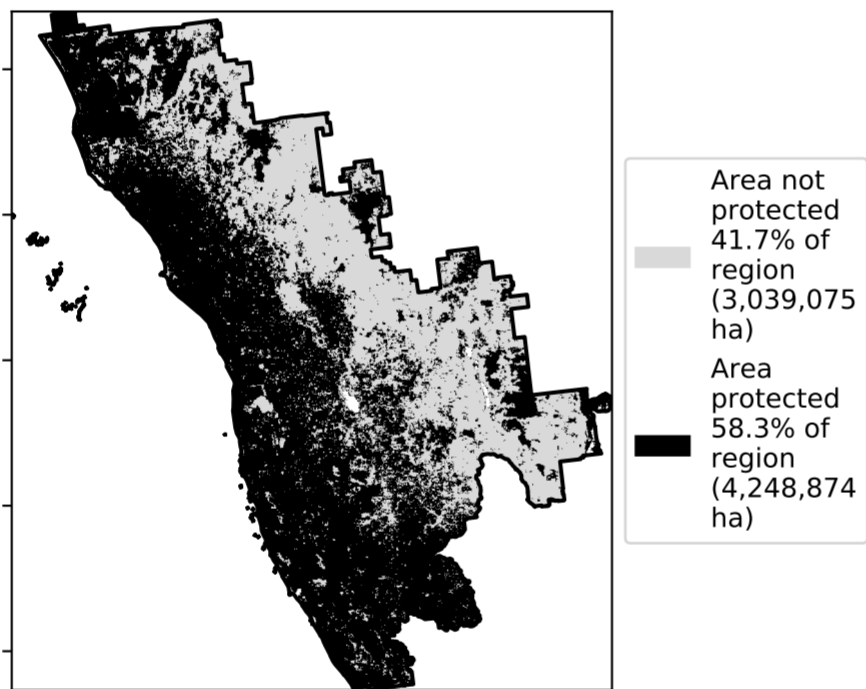 Area not
protected
41.7% of
region
(3,039,075
ha)
Area
protected
58.3% of
region
(4,248,874
ha)